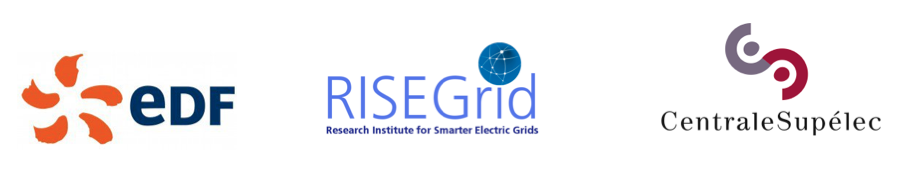 eDF
RISEGrid
Research Institute for Smarter Electric Grids
CentraleSupélec